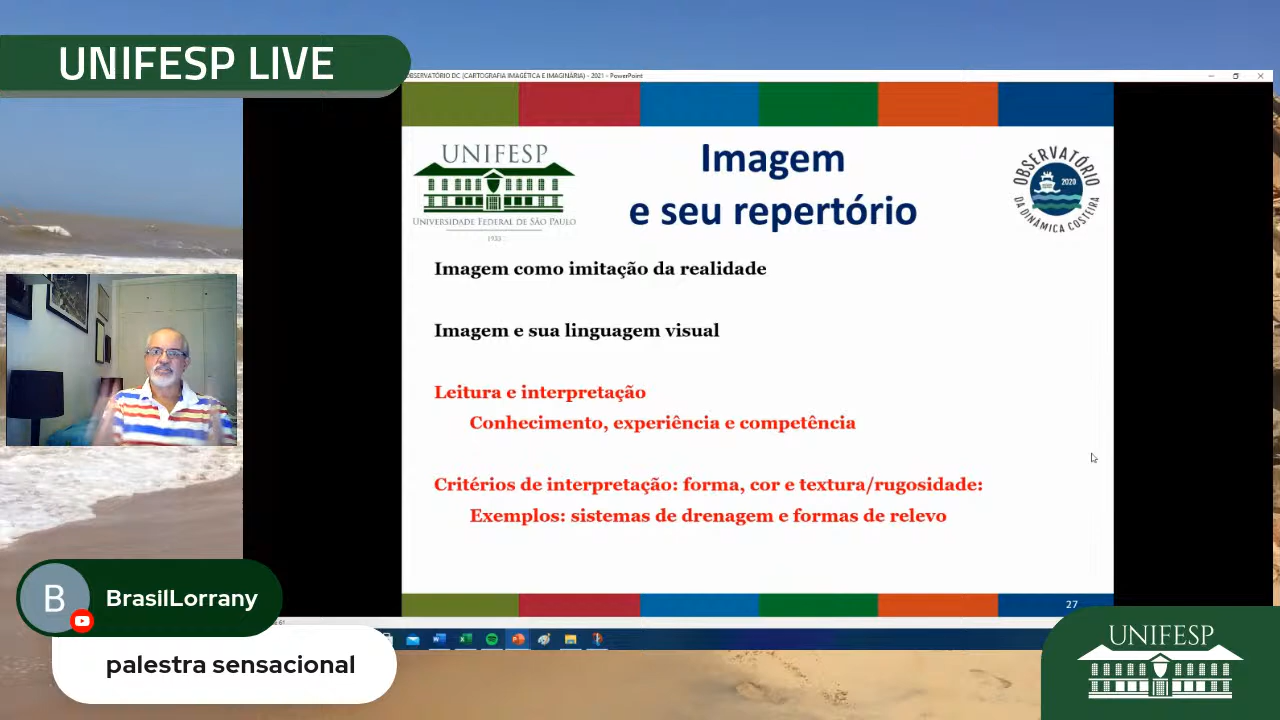 UNIFESP LIVE
OBSERVATÓRIO DC (CARTOGRAFIA IMAGÉTICA E IMAGINÁRIA) - 2021 - PowerPoint
UNIFESP
UNIVERSIDADE FEDERAL DE SÃO PAULO
1933
Imagem
e seu repertório
OBSERVATÓRIO
2020
DA DINÂMICA COSTEIRA
Imagem como imitação da realidade
Imagem e sua linguagem visual
Leitura e interpretação
Conhecimento, experiência e competência
Critérios de interpretação: forma, cor e textura/rugosidade:
Exemplos: sistemas de drenagem e formas de relevo
27
B
BrasilLorrany
palestra sensacional
UNIFESP